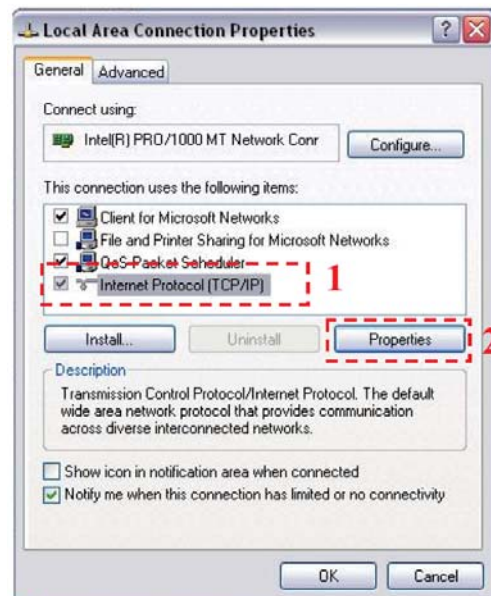 Local Area Connection Properties
General Advanced
Connect using:
Intel(R) PRO/1000 MT Network Conr
Configure...
This connection uses the following items:
Client for Microsoft Networks
File and Printer Sharing for Microsoft Networks
QoS Packet Scheduler
Internet Protocol (TCP/IP)
1
Install... Uninstall Properties
2
Description
Transmission Control Protocol/Internet Protocol. The default
wide area network protocol that provides communication
across diverse interconnected networks.
Show icon in notification area when connected
Notify me when this connection has limited or no connectivity
OK Cancel